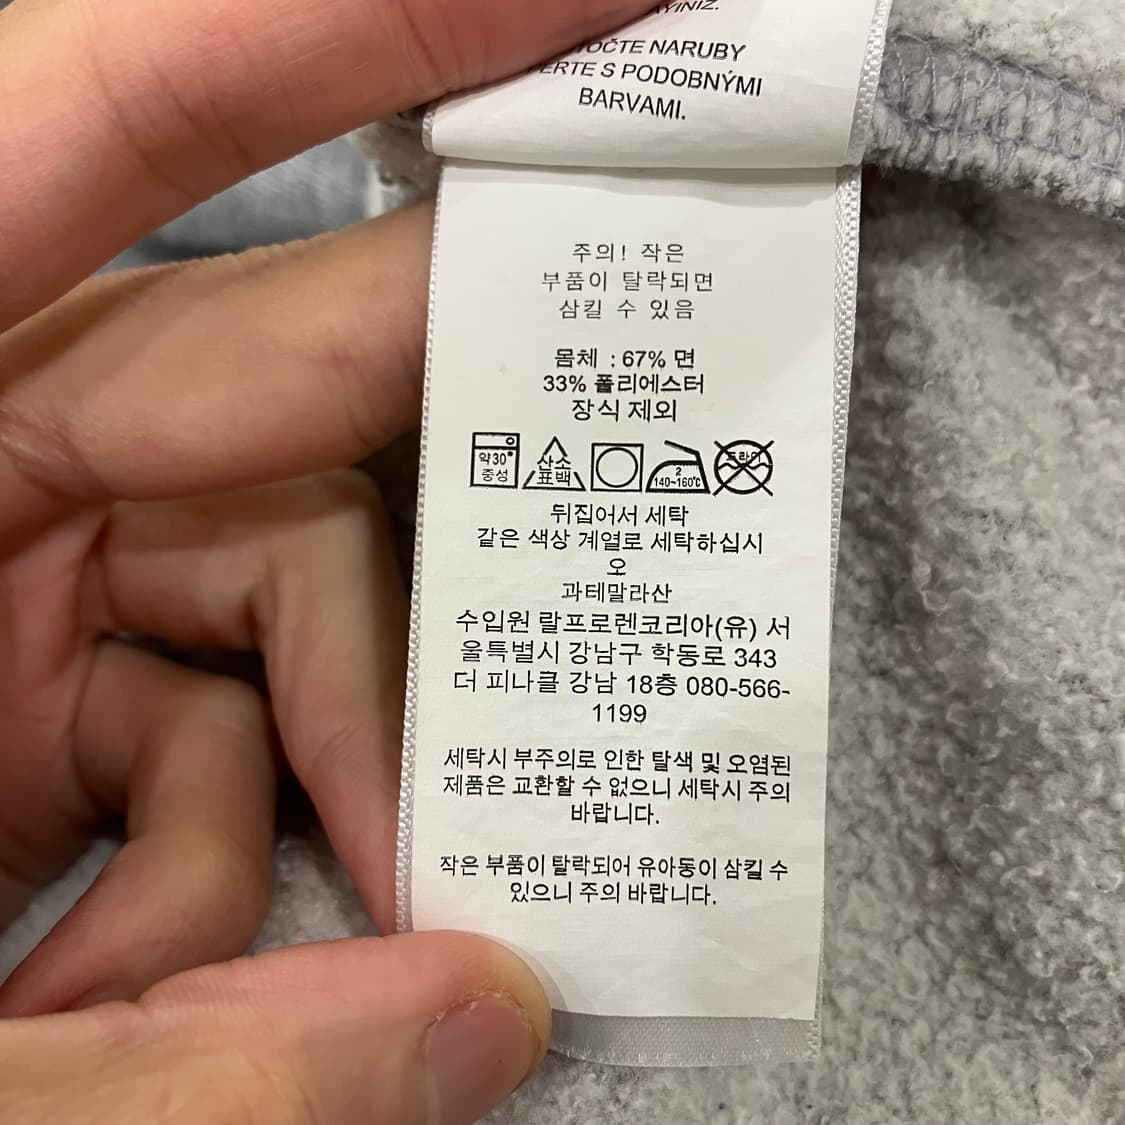 NARUBY
S PODOBNÝMI
BARVAMI.
주의! 작은
부품이 탈락되면
삼킬 수 있음
몸체 : 67% 면
33% 폴리에스터
장식 제외
약30°
중성
산소
표백
2
140~160℃
드라이
뒤집어서 세탁
같은 색상 계열로 세탁하십시
오
과테말라산
수입원 랄프로렌코리아(유) 서
울특별시 강남구 학동로 343
더 피나클 강남 18층 080-566-
1199
세탁시 부주의로 인한 탈색 및 오염된
제품은 교환할 수 없으니 세탁시 주의
바랍니다.
작은 부품이 탈락되어 유아동이 삼킬 수
있으니 주의 바랍니다.